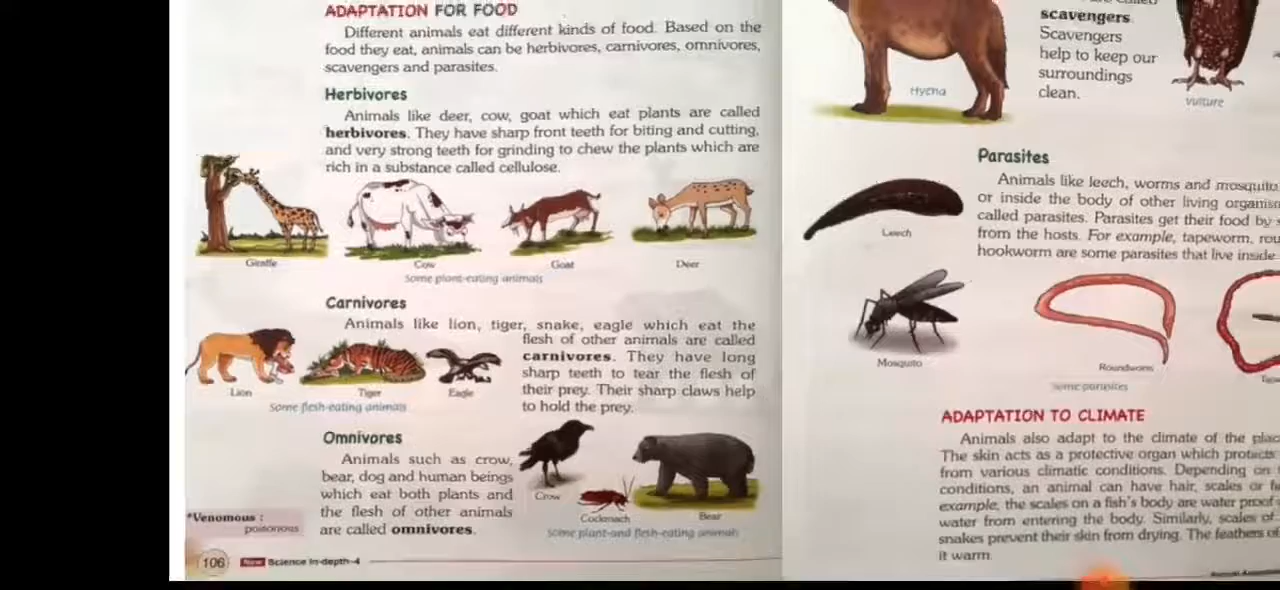 ADAPTATION FOR FOOD
Different animals eat different kinds of food. Based on the
food they eat, animals can be herbivores, carnivores, omnivores,
scavengers and parasites.
Herbivores
Animals like deer, cow, goat which eat plants are called
herbivores. They have sharp front teeth for biting and cutting,
and very strong teeth for grinding to chew the plants which are
rich in a substance called cellulose.
Giraffe
Cow
Goat
Deer
Some plant-eating animals
Carnivores
Animals like lion, tiger, snake, eagle which eat the
flesh of other animals are called
carnivores. They have long
sharp teeth to tear the flesh of
their prey. Their sharp claws help
to hold the prey.
Lion
Tiger
Eagle
Some flesh-eating animals
Omnivores
Animals such as crow,
bear, dog and human beings
which eat both plants and
the flesh of other animals
are called omnivores.
Crow
Cockroach
Bear
Some plant-and flesh-eating animals
*Venomous :
poisonous
106 New Science In-depth-4
scavengers.
Scavengers
help to keep our
surroundings
clean.
Hyena
Vulture
Parasites
Animals like leech, worms and mosquito
or inside the body of other living
called parasites. Parasites get their food by
from the hosts. For example, tapeworm,
hookworm are some parasites that live inside
Leech
Mosquito
Roundworm
Some parasites
ADAPTATION TO CLIMATE
Animals also adapt to the climate of the
The skin acts as a protective organ which protects
from various climatic conditions. Depending on
conditions, an animal can have hair, scales or
example, the scales on a fish's body are water proof
water from entering the body. Similarly, scales of
snakes prevent their skin from drying. The feathers of
it warm.